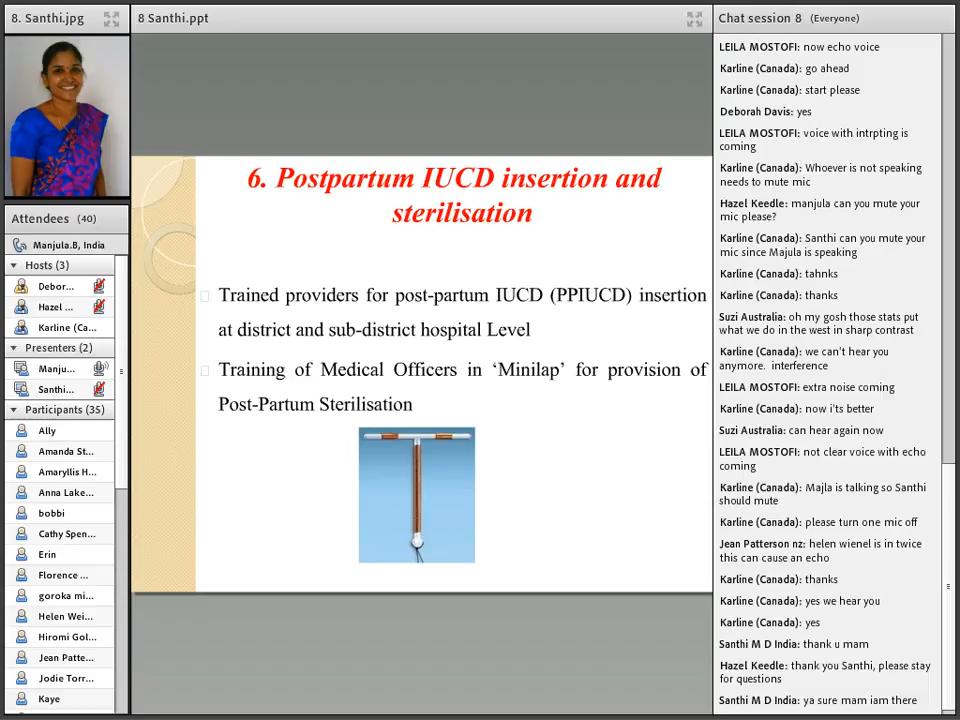 8. Santhi.jpg
8 Santhi.ppt
Chat session 8 (Everyone)
Attendees (40)
Manjula.B, India
Hosts (3)
Debor...
Hazel ...
Karline (Ca...
Presenters (2)
Manju...
Santhi...
Participants (35)
Ally
Amanda St...
Amaryllis H...
Anna Lake...
bobbi
Cathy Spen...
Erin
Florence ...
goroka mi...
Helen Wei...
Hiromi Gol...
Jean Patte...
Jodie Torr...
Kaye
6. Postpartum IUCD insertion and
sterilisation
Trained providers for post-partum IUCD (PPIUCD) insertion
at district and sub-district hospital Level
Training of Medical Officers in ‘Minilap’ for provision of
Post-Partum Sterilisation
LEILA MOSTOFI: now echo voice
Karline (Canada): go ahead
Karline (Canada): start please
Deborah Davis: yes
LEILA MOSTOFI: voice with intrpting is
coming
Karline (Canada): Whoever is not speaking
needs to mute mic
Hazel Keedle: manjula can you mute your
mic please?
Karline (Canada): Santhi can you mute your
mic since Majula is speaking
Karline (Canada): tahnks
Karline (Canada): thanks
Suzi Australia: oh my gosh those stats put
what we do in the west in sharp contrast
Karline (Canada): we can't hear you
anymore. interference
LEILA MOSTOFI: extra noise coming
Karline (Canada): now i'ts better
Suzi Australia: can hear again now
LEILA MOSTOFI: not clear voice with echo
coming
Karline (Canada): Majla is talking so Santhi
should mute
Karline (Canada): please turn one mic off
Jean Patterson nz: helen wienel is in twice
this can cause an echo
Karline (Canada): thanks
Karline (Canada): yes we hear you
Karline (Canada): yes
Santhi M D India: thank u mam
Hazel Keedle: thank you Santhi, please stay
for questions
Santhi M D India: ya sure mam iam there